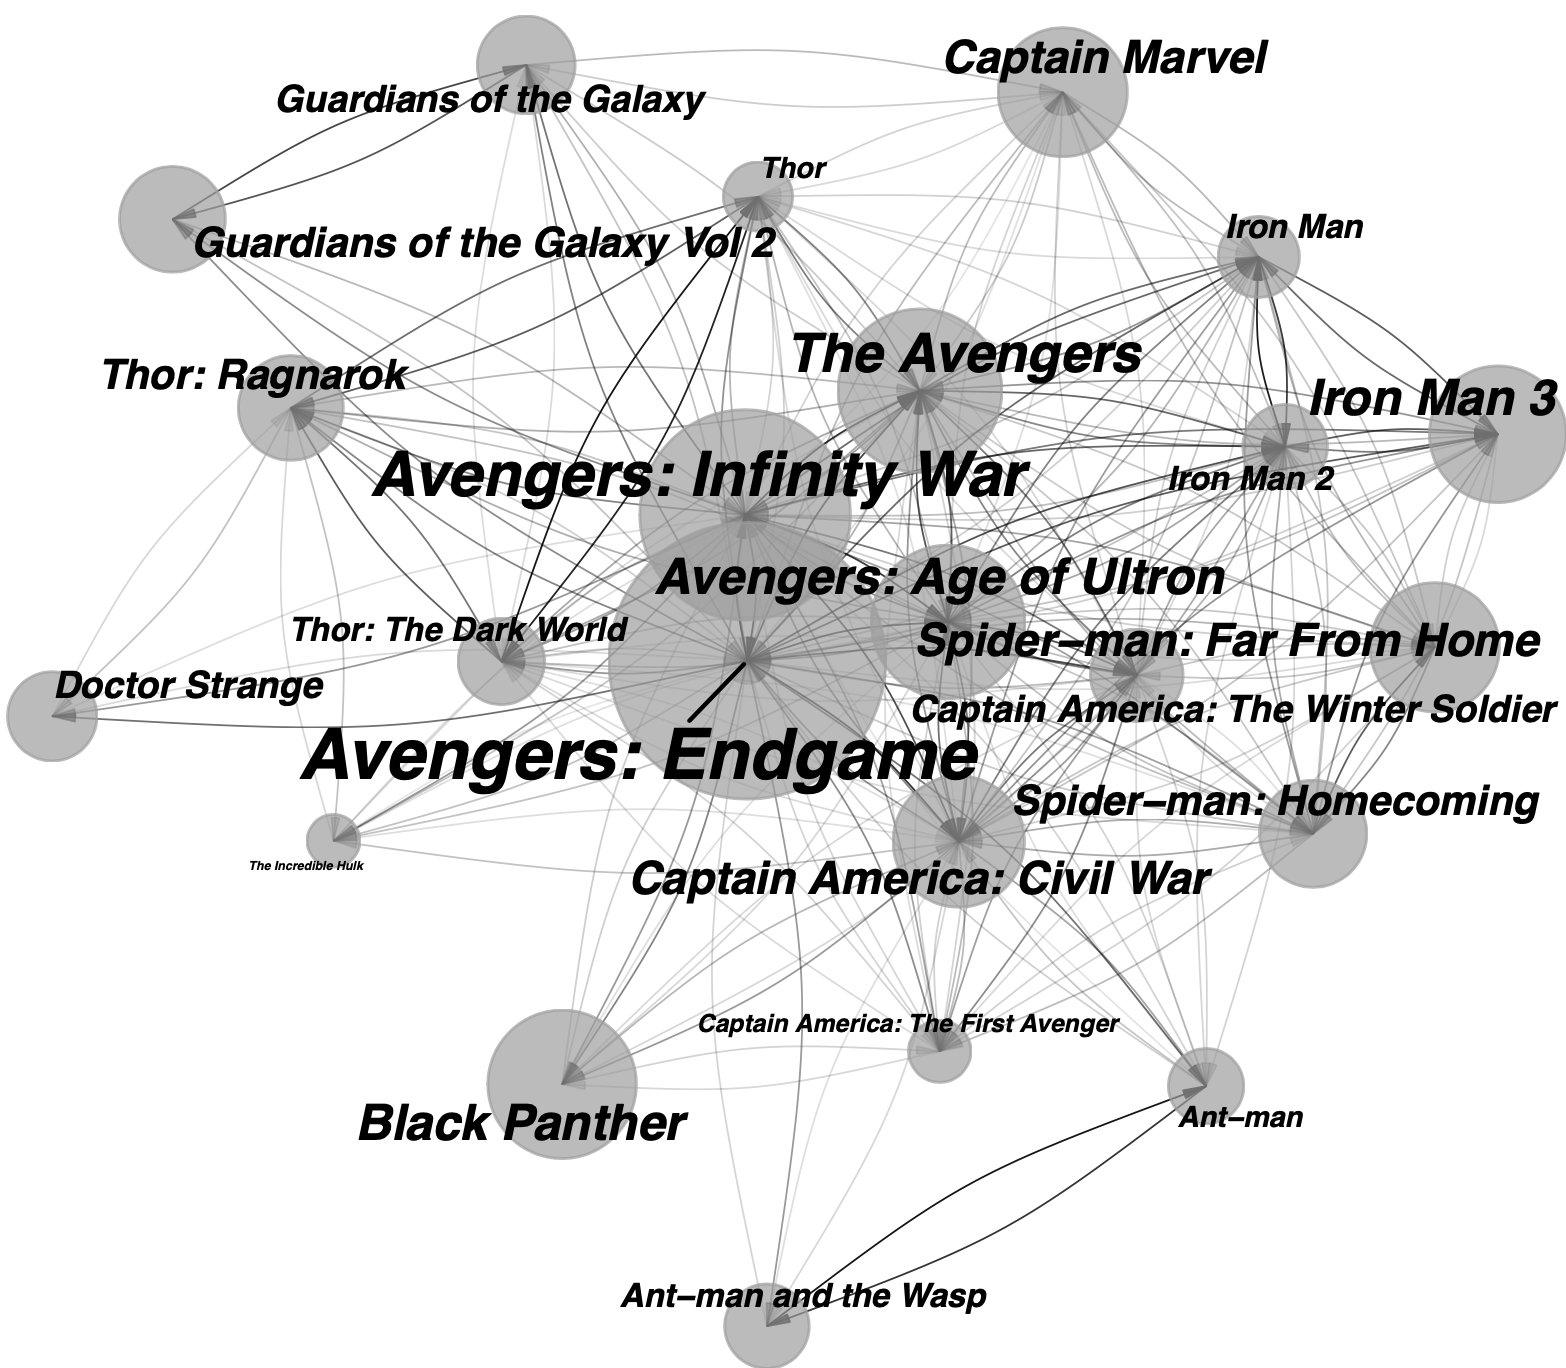 Captain Marvel
Guardians of the Galaxy
Thor
Iron Man
Guardians of the Galaxy Vol 2
The Avengers
Thor: Ragnarok
Iron Man 3
Avengers: Infinity War
Iron Man 2
Avengers: Age of Ultron
Thor: The Dark World
Spider–man: Far From Home
Doctor Strange
Captain America: The Winter Soldier
Avengers: Endgame
Spider–man: Homecoming
The Incredible Hulk
Captain America: Civil War
Captain America: The First Avenger
Black Panther
Ant–man
Ant–man and the Wasp